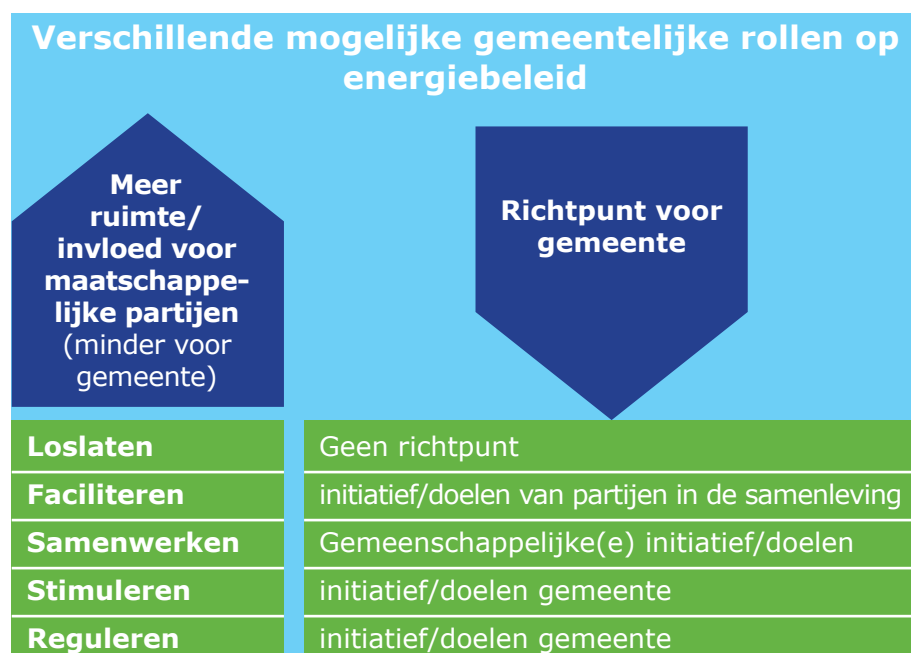 Verschillende mogelijke gemeentelijke rollen op
energiebeleid
Meer
ruimte/
invloed voor
maatschappe-
lijke partijen
(minder voor
gemeente)
Richtpunt voor
gemeente
Loslaten
Geen richtpunt
Faciliteren
initiatief/doelen van partijen in de samenleving
Samenwerken
Gemeenschappelijke(e) initiatief/doelen
Stimuleren
initiatief/doelen gemeente
Reguleren
initiatief/doelen gemeente